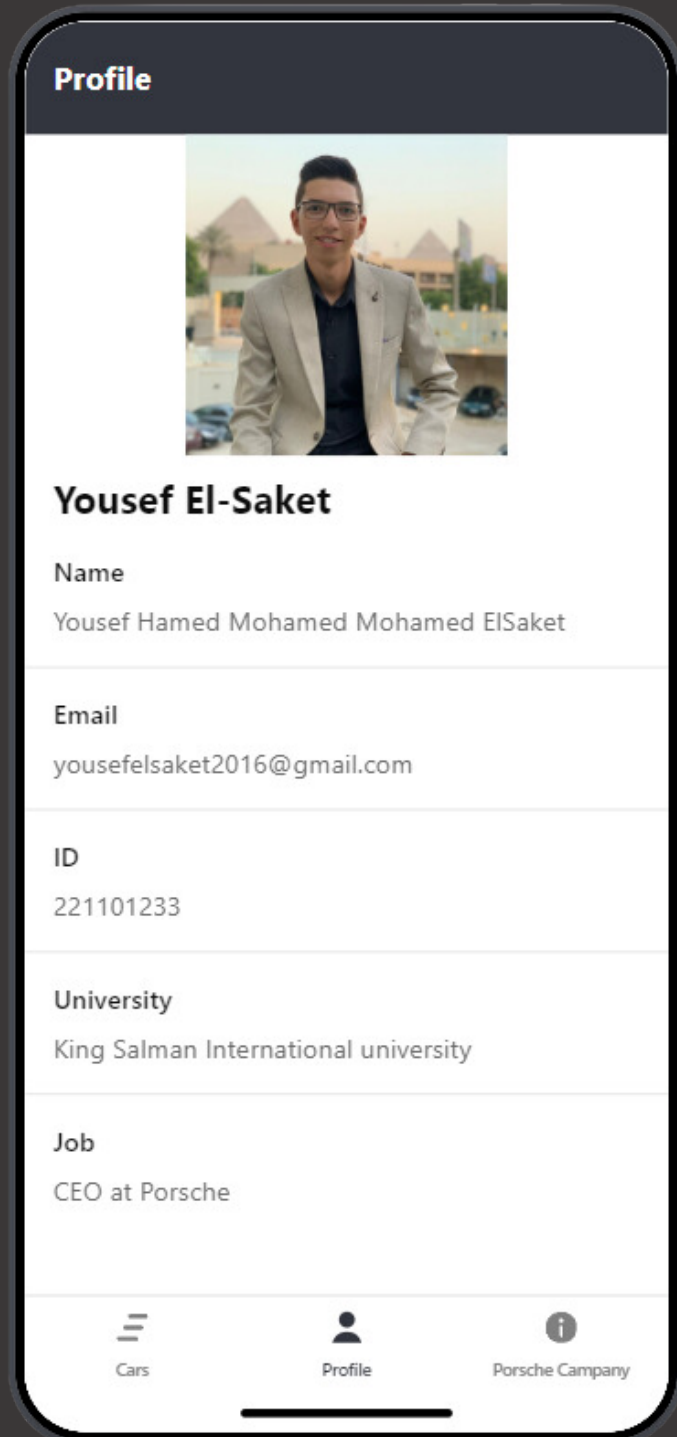 Profile
Yousef El-Saket
Name
Yousef Hamed Mohamed Mohamed ElSaket
Email
yousefelsaket2016@gmail.com
ID
221101233
University
King Salman International university
Job
CEO at Porsche
Cars
Profile
Porsche Campany